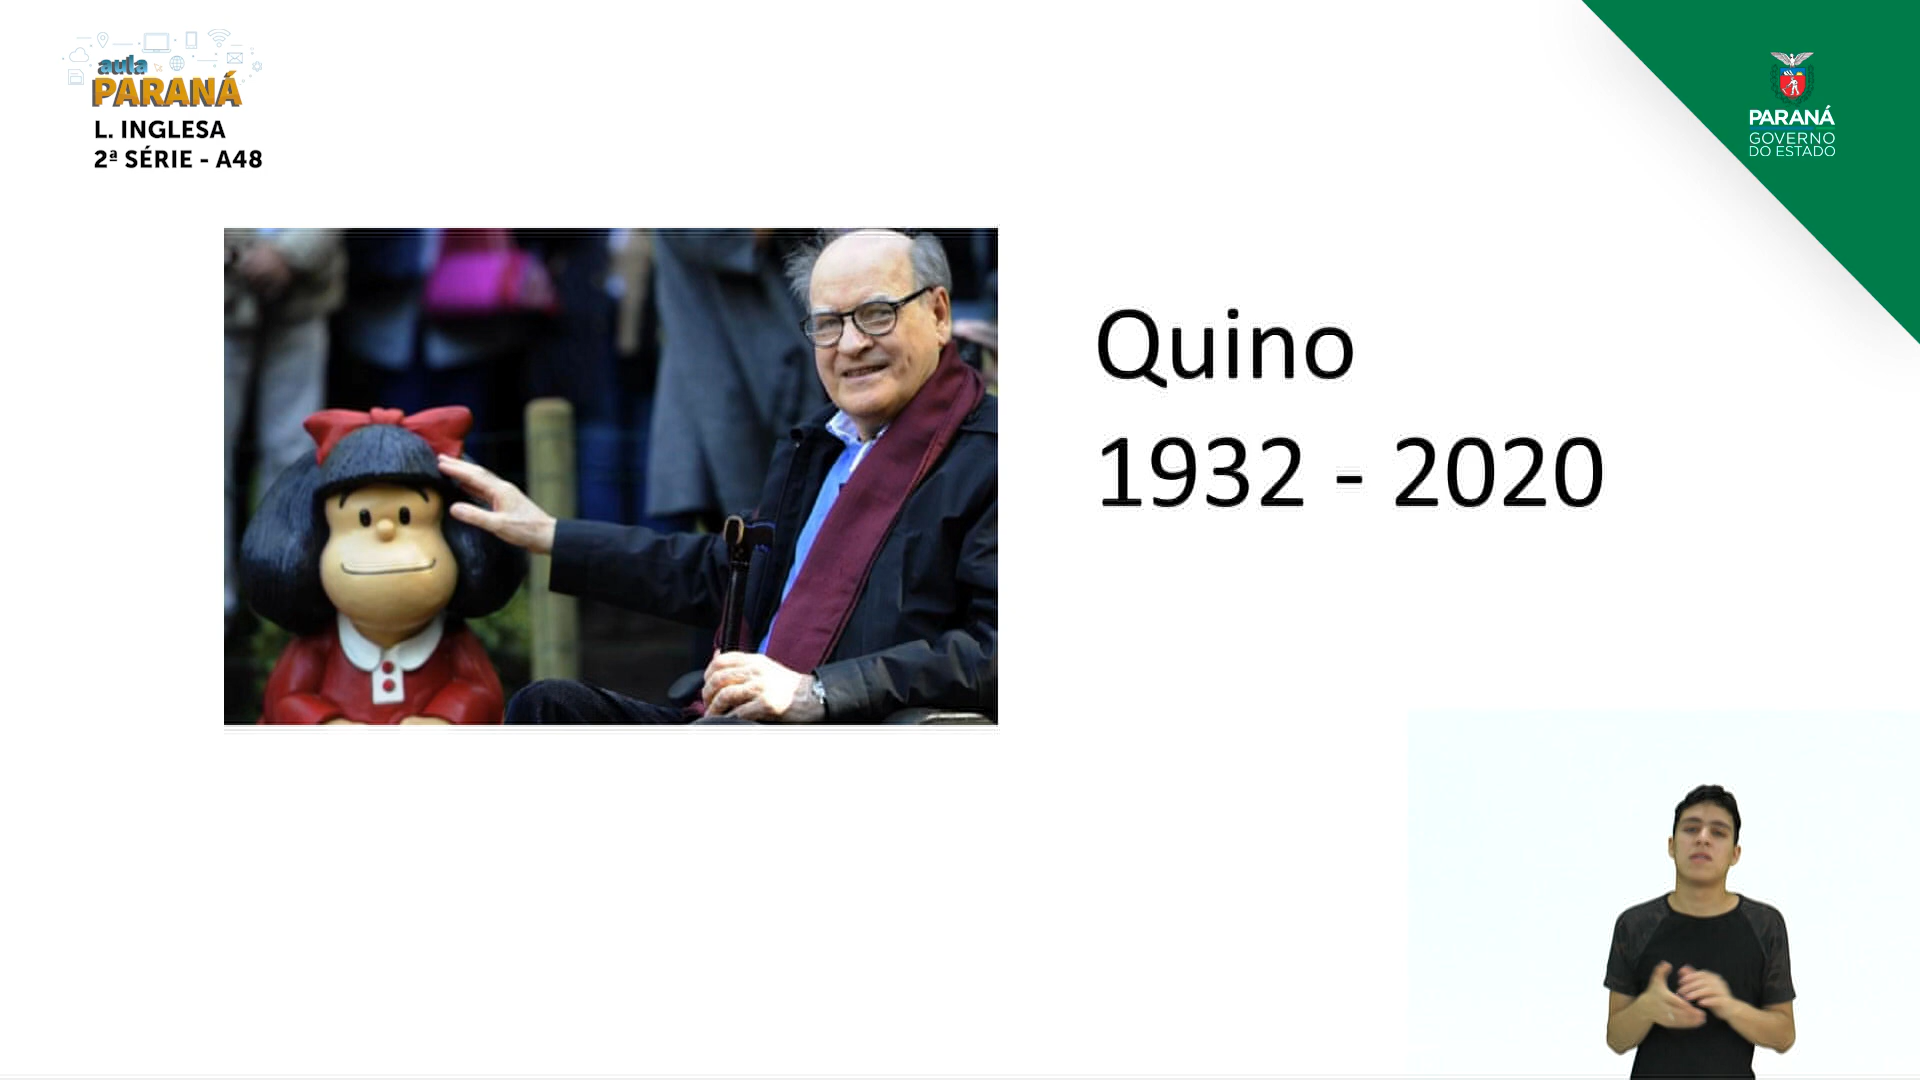 aula
PARANÁ
L. INGLESA
2ª SÉRIE - A48
PARANÁ
GOVERNO
DO ESTADO
Quino
1932 - 2020